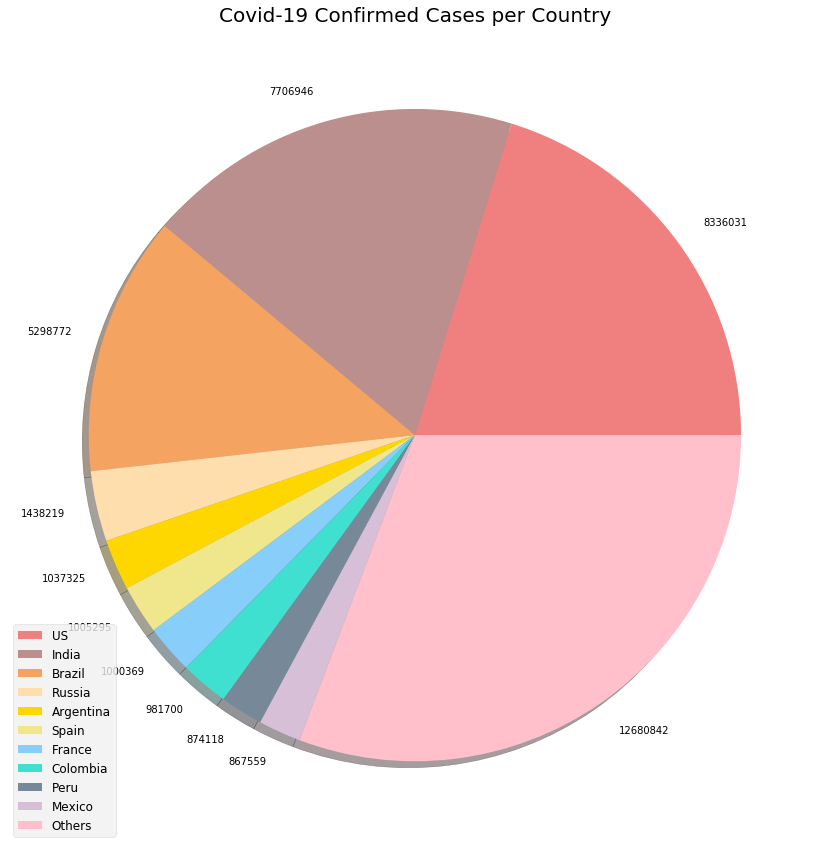 Covid-19 Confirmed Cases per Country
7706946
8336031
5298772
1438219
1037325
1005295
1000369
981700
874118
867559
12680842
US
India
Brazil
Russia
Argentina
Spain
France
Colombia
Peru
Mexico
Others